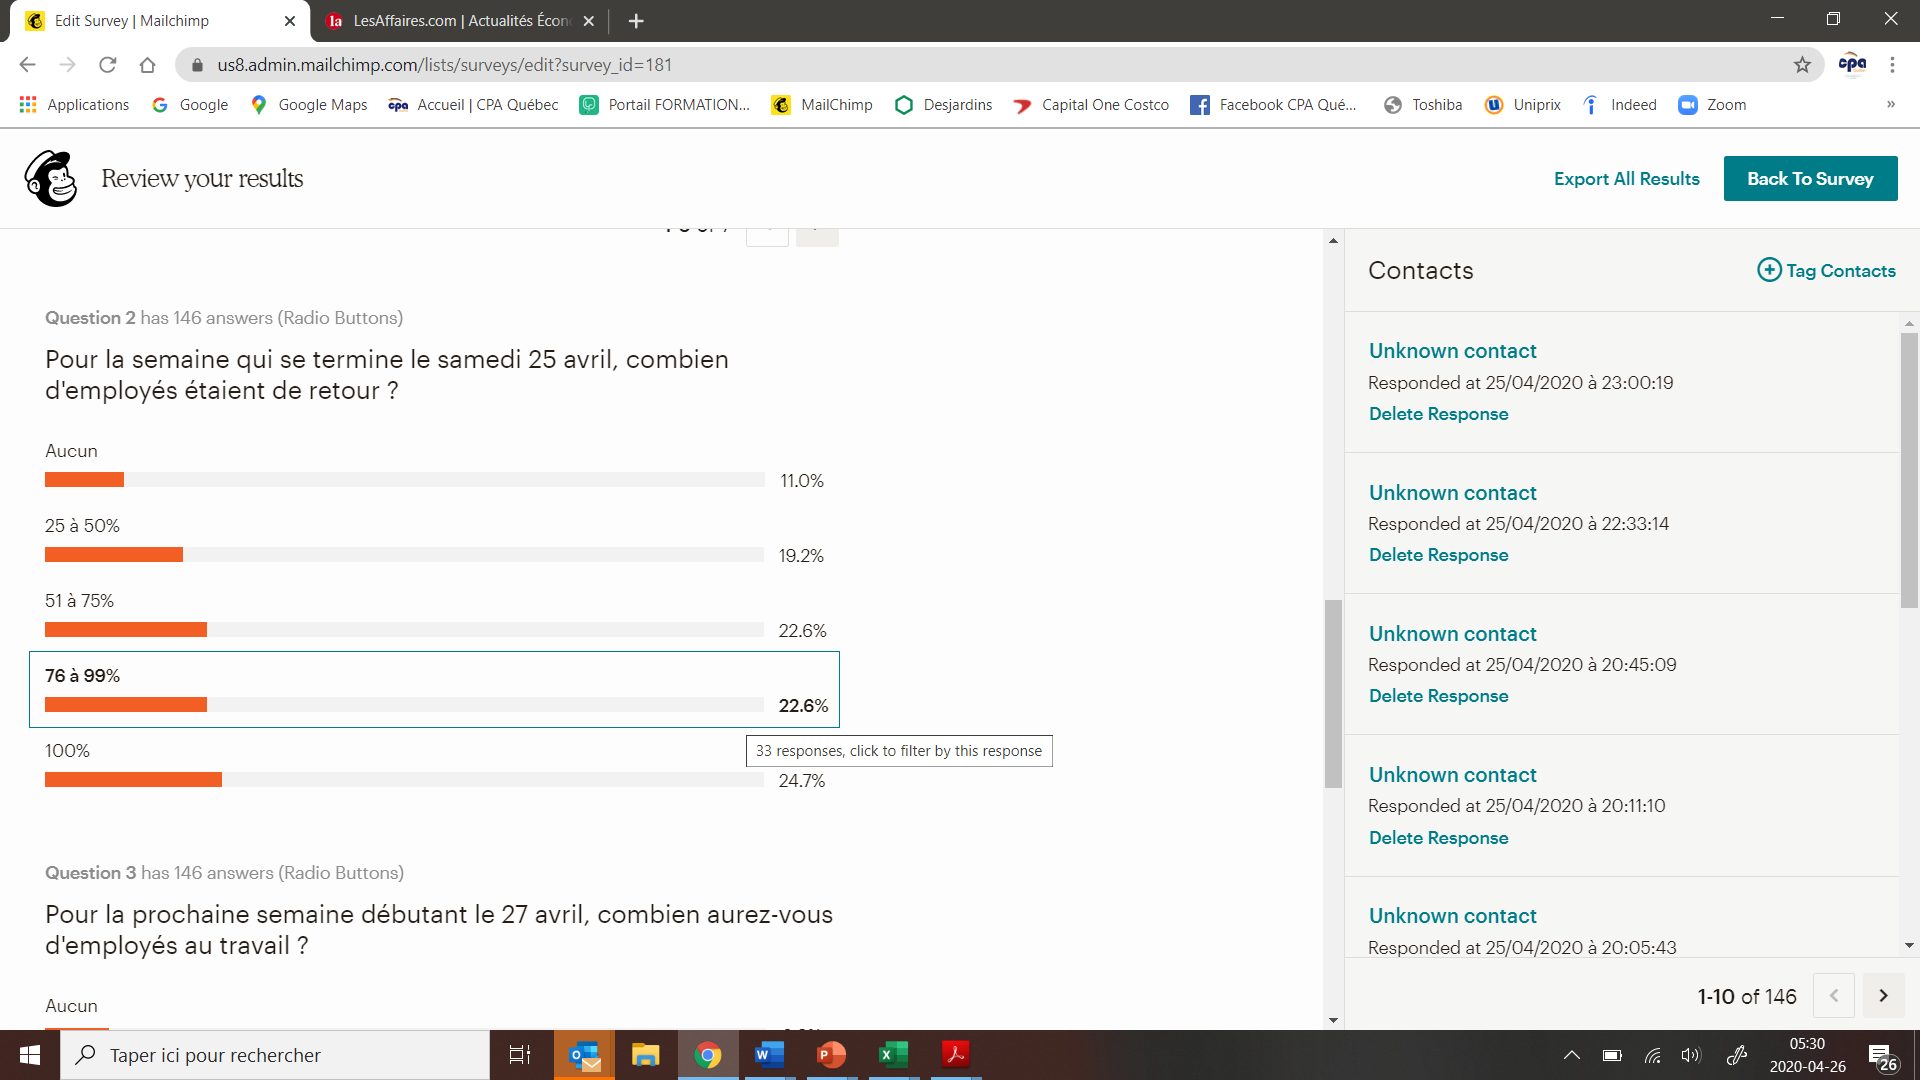 Edit Survey | Mailchimp
la LesAffaires.com | Actualités Écon
us8.admin.mailchimp.com/lists/surveys/edit?survey_id=181
cpa
Applications
Google
Google Maps
cpa Accueil | CPA Québec
Portail FORMATION...
MailChimp
Desjardins
Capital One Costco
Facebook CPA Qué...
Toshiba
Uniprix
Indeed
Zoom
»
Review your results
Export All Results
Back To Survey
Question 2 has 146 answers (Radio Buttons)
Pour la semaine qui se termine le samedi 25 avril, combien
d'employés étaient de retour ?
Aucun
11.0%
25 à 50%
19.2%
51 à 75%
22.6%
76 à 99%
22.6%
33 responses, click to filter by this response
100%
24.7%
Question 3 has 146 answers (Radio Buttons)
Pour la prochaine semaine débutant le 27 avril, combien aurez-vous
d'employés au travail ?
Aucun
Contacts
Tag Contacts
Unknown contact
Responded at 25/04/2020 à 23:00:19
Delete Response
Unknown contact
Responded at 25/04/2020 à 22:33:14
Delete Response
Unknown contact
Responded at 25/04/2020 à 20:45:09
Delete Response
Unknown contact
Responded at 25/04/2020 à 20:11:10
Delete Response
Unknown contact
Responded at 25/04/2020 à 20:05:43
1-10 of 146
Taper ici pour rechercher
05:30
2020-04-26
26